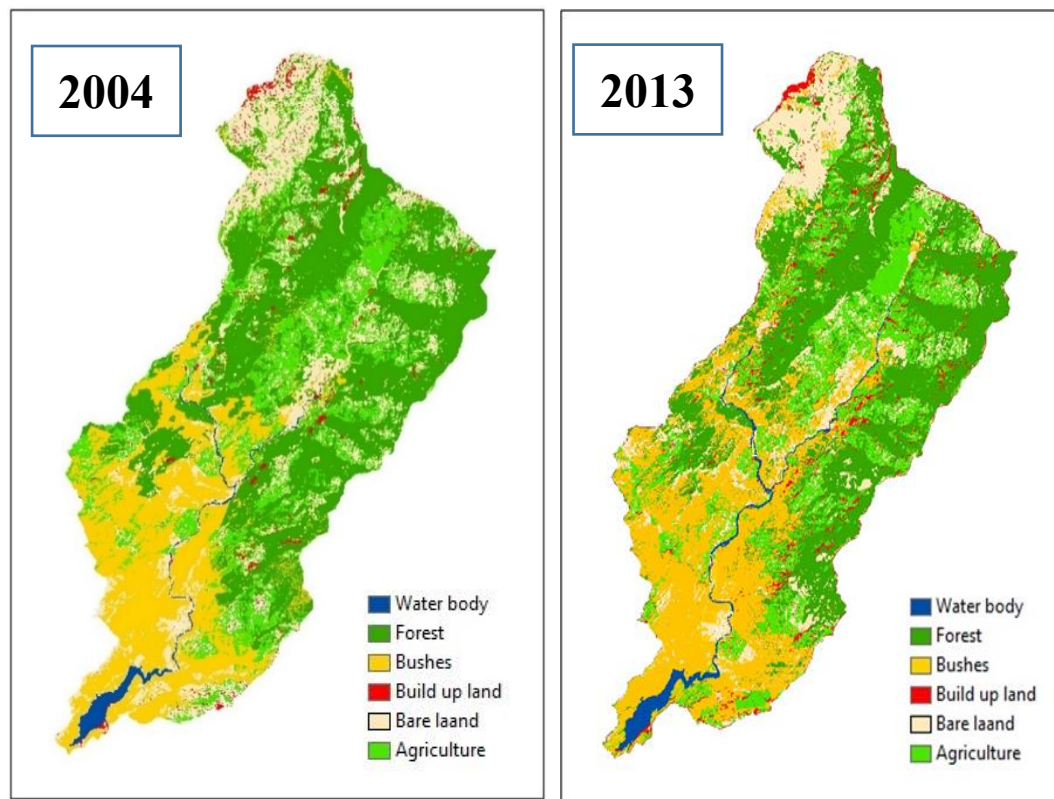 2004
Water body
Forest
Bushes
Build up land
Bare laand
Agriculture
2013
Water body
Forest
Bushes
Build up land
Bare laand
Agriculture